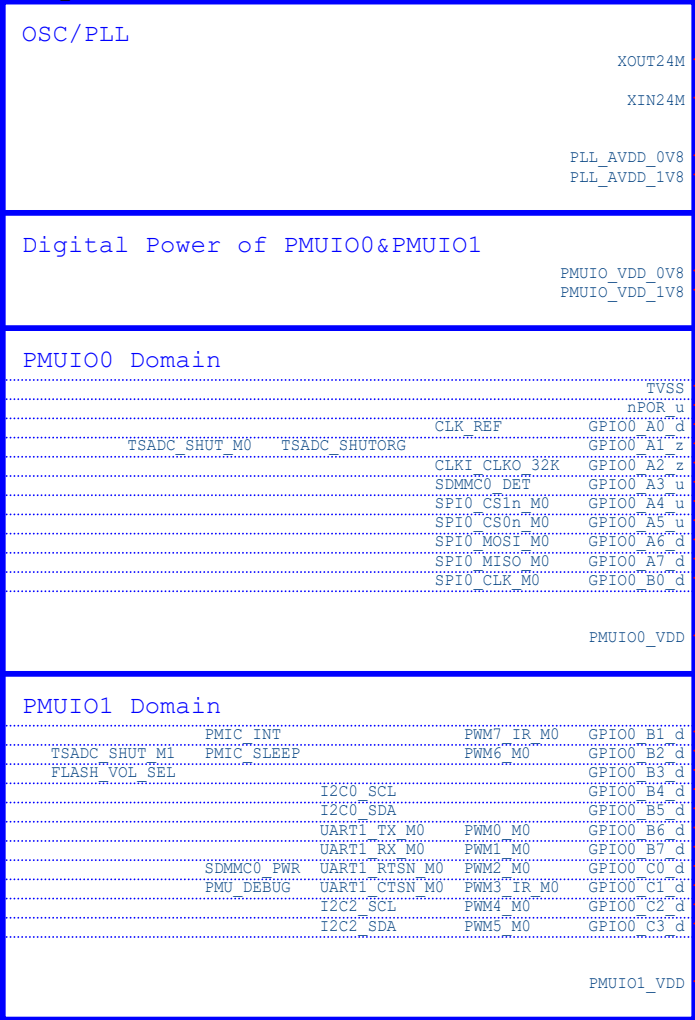 OSC/PLL
XOUT24M
XIN24M
PLL_AVDD_0V8
PLL_AVDD_1V8
Digital Power of PMUIO0&PMUIO1
PMUIO_VDD_0V8
PMUIO_VDD_1V8
PMUIO0 Domain
TVSS
nPOR_u
CLK_REF GPIO0_A0_d
TSADC_SHUT_M0 TSADC_SHUTORG GPIO0_A1_z
CLKI_CLKO_32K GPIO0_A2_z
SDMMC0_DET GPIO0_A3_u
SPI0_CS1n_M0 GPIO0_A4_u
SPI0_CS0n_M0 GPIO0_A5_u
SPI0_MOSI_M0 GPIO0_A6_d
SPI0_MISO_M0 GPIO0_A7_d
SPI0_CLK_M0 GPIO0_B0_d
PMUIO0_VDD
PMUIO1 Domain
PMIC_INT PWM7_IR_M0 GPIO0_B1_d
TSADC_SHUT_M1 PMIC_SLEEP PWM6_M0 GPIO0_B2_d
FLASH_VOL_SEL GPIO0_B3_d
I2C0_SCL GPIO0_B4_d
I2C0_SDA GPIO0_B5_d
UART1_TX_M0 PWM0_M0 GPIO0_B6_d
UART1_RX_M0 PWM1_M0 GPIO0_B7_d
SDMMC0_PWR UART1_RTSN_M0 PWM2_M0 GPIO0_C0_d
PMU_DEBUG UART1_CTSN_M0 PWM3_IR_M0 GPIO0_C1_d
I2C2_SCL PWM4_M0 GPIO0_C2_d
I2C2_SDA PWM5_M0 GPIO0_C3_d
PMUIO1_VDD